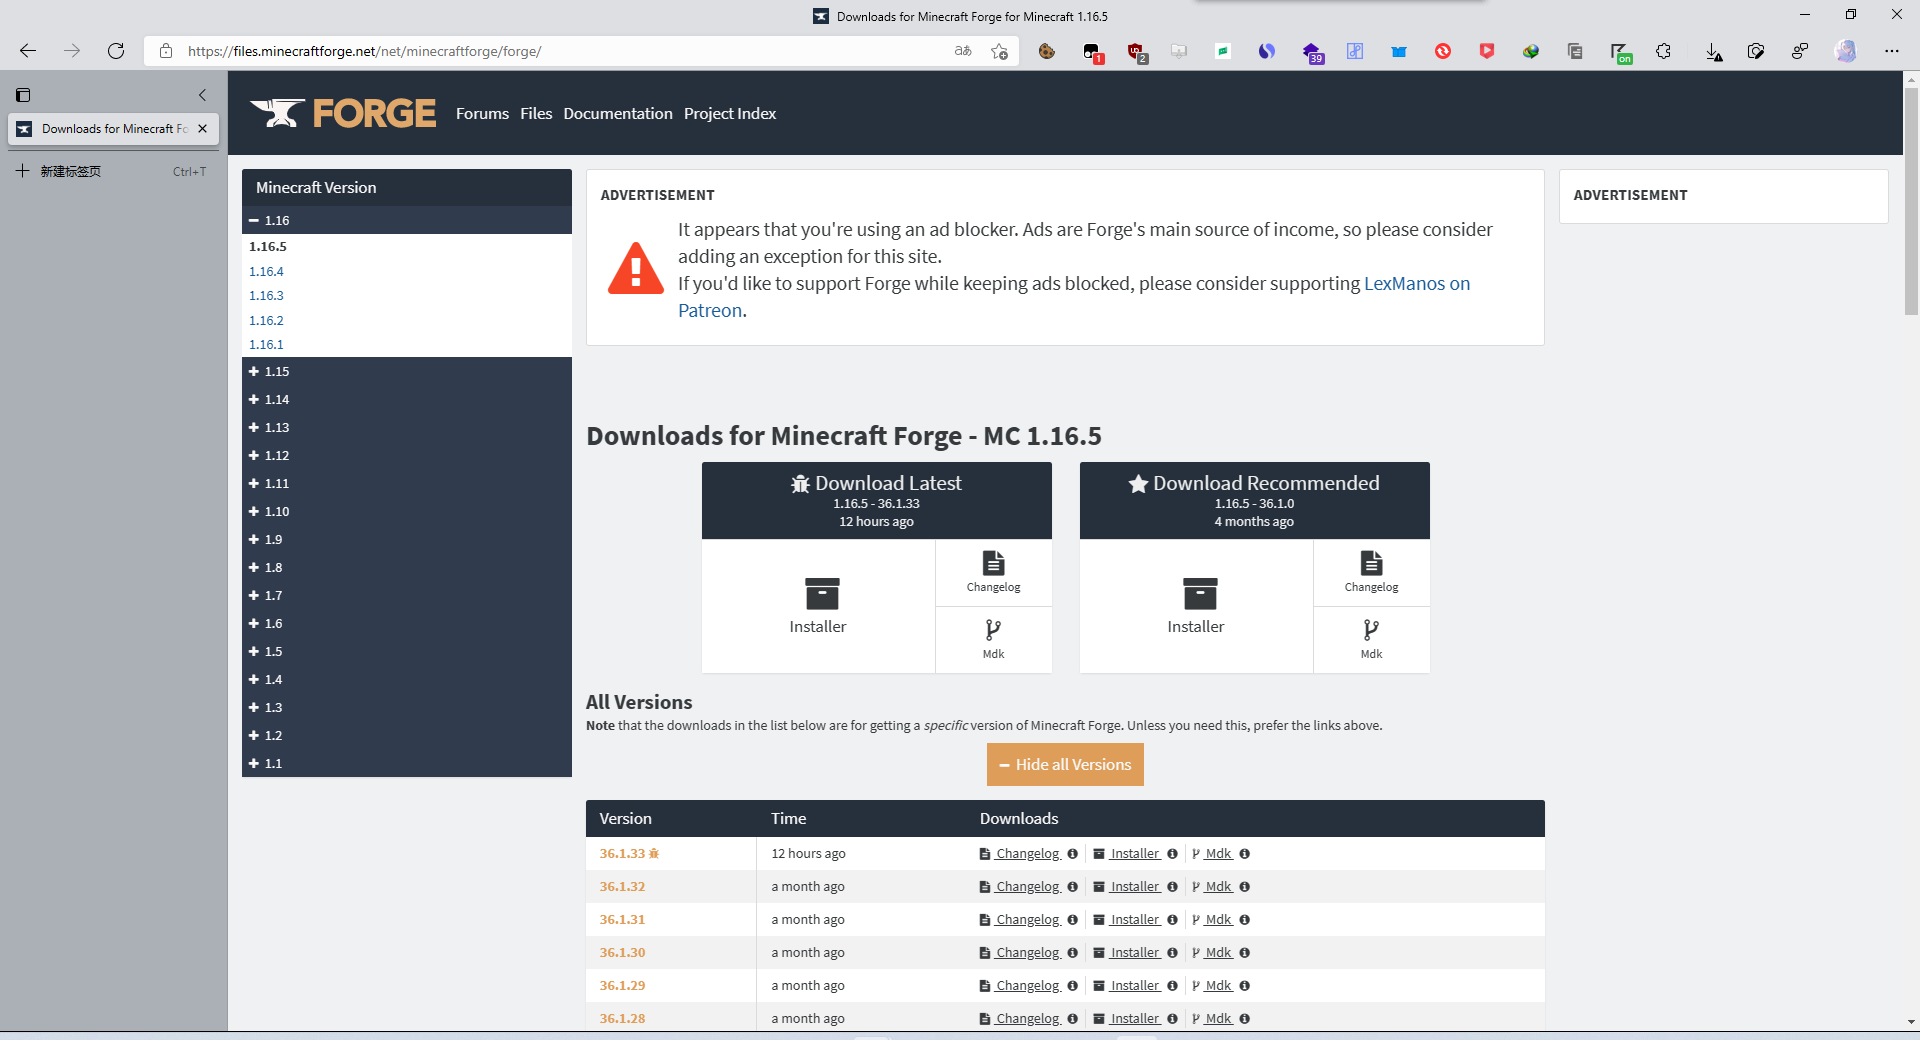 Downloads for Minecraft Forge for Minecraft 1.16.5
https://files.minecraftforge.net/net/minecraftforge/forge/
aあ
1
2
39
on
Downloads for Minecraft Fo
新建标签页 Ctrl+T
FORGE Forums Files Documentation Project Index
Minecraft Version
1.16
1.16.5
1.16.4
1.16.3
1.16.2
1.16.1
1.15
1.14
1.13
1.12
1.11
1.10
1.9
1.8
1.7
1.6
1.5
1.4
1.3
1.2
1.1
ADVERTISEMENT
It appears that you're using an ad blocker. Ads are Forge's main source of income, so please consider
adding an exception for this site.
If you'd like to support Forge while keeping ads blocked, please consider supporting LexManos on
Patreon.
ADVERTISEMENT
Downloads for Minecraft Forge - MC 1.16.5
Download Latest
1.16.5 - 36.1.33
12 hours ago
Installer
Changelog
Mdk
Download Recommended
1.16.5 - 36.1.0
4 months ago
Installer
Changelog
Mdk
All Versions
Note that the downloads in the list below are for getting a specific version of Minecraft Forge. Unless you need this, prefer the links above.
Hide all Versions
Version Time Downloads
36.1.33 12 hours ago Changelog Installer Mdk
36.1.32 a month ago Changelog Installer Mdk
36.1.31 a month ago Changelog Installer Mdk
36.1.30 a month ago Changelog Installer Mdk
36.1.29 a month ago Changelog Installer Mdk
36.1.28 a month ago Changelog Installer Mdk